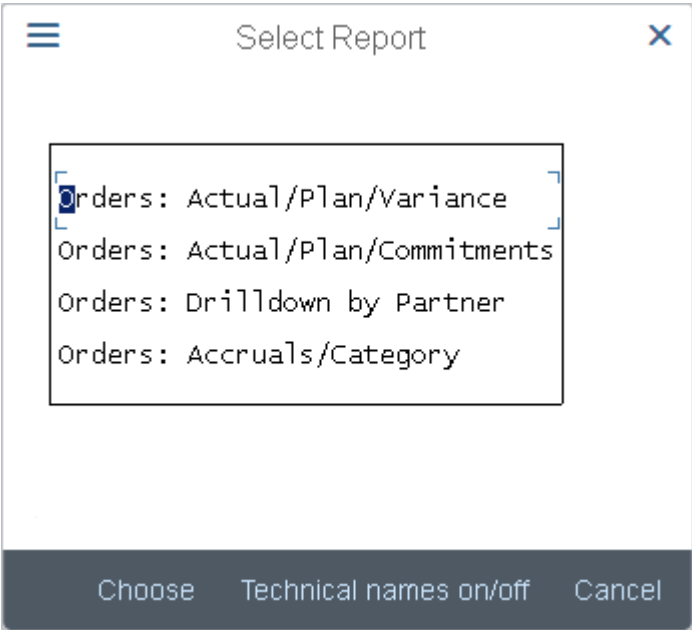 Select Report
Orders: Actual/Plan/Variance
Orders: Actual/Plan/Commitments
Orders: Drilldown by Partner
Orders: Accruals/Category
Choose Technical names on/off Cancel